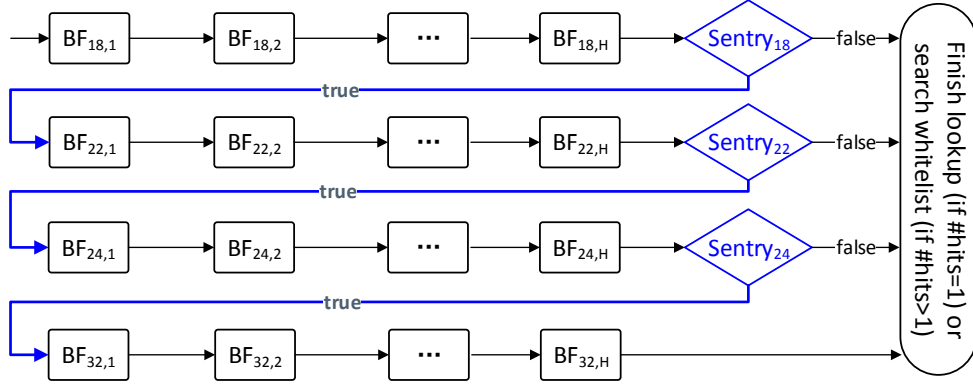 BF18,1 BF18,2 ... BF18,H Sentry18 false
true
BF22,1 BF22,2 ... BF22,H Sentry22 false
true
BF24,1 BF24,2 ... BF24,H Sentry24 false
true
BF32,1 BF32,2 ... BF32,H
Finish lookup (if #hits=1) or
search whitelist (if #hits>1)